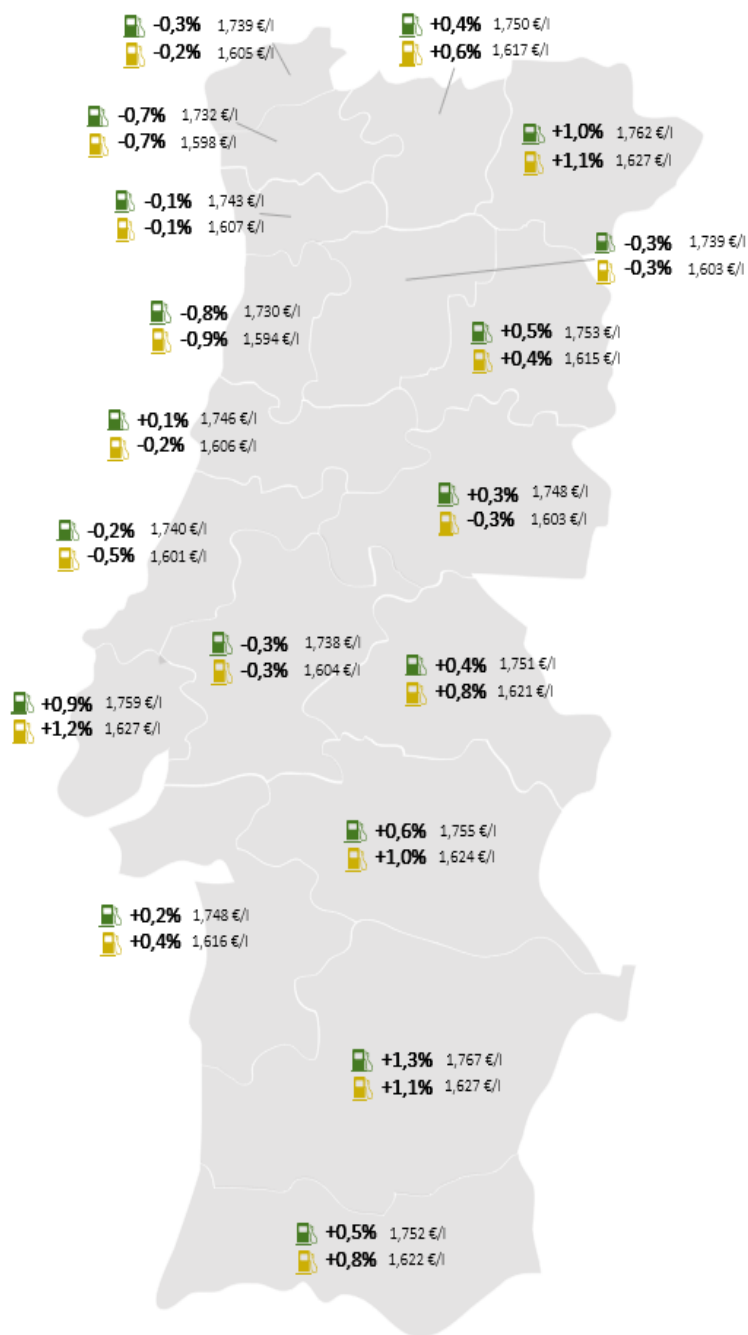 -0,3% 1,739 €/l
-0,2% 1,605 €/l
+0,4% 1,750 €/l
+0,6% 1,617 €/l
-0,7% 1,732 €/l
-0,7% 1,598 €/l
+1,0% 1,762 €/l
+1,1% 1,627 €/l
-0,1% 1,743 €/l
-0,1% 1,607 €/l
-0,3% 1,739 €/l
-0,3% 1,603 €/l
-0,8% 1,730 €/l
-0,9% 1,594 €/l
+0,5% 1,753 €/l
+0,4% 1,615 €/l
+0,1% 1,746 €/l
-0,2% 1,606 €/l
+0,3% 1,748 €/l
-0,3% 1,603 €/l
-0,2% 1,740 €/l
-0,5% 1,601 €/l
-0,3% 1,738 €/l
-0,3% 1,604 €/l
+0,4% 1,751 €/l
+0,8% 1,621 €/l
+0,9% 1,759 €/l
+1,2% 1,627 €/l
+0,6% 1,755 €/l
+1,0% 1,624 €/l
+0,2% 1,748 €/l
+0,4% 1,616 €/l
+1,3% 1,767 €/l
+1,1% 1,627 €/l
+0,5% 1,752 €/l
+0,8% 1,622 €/l